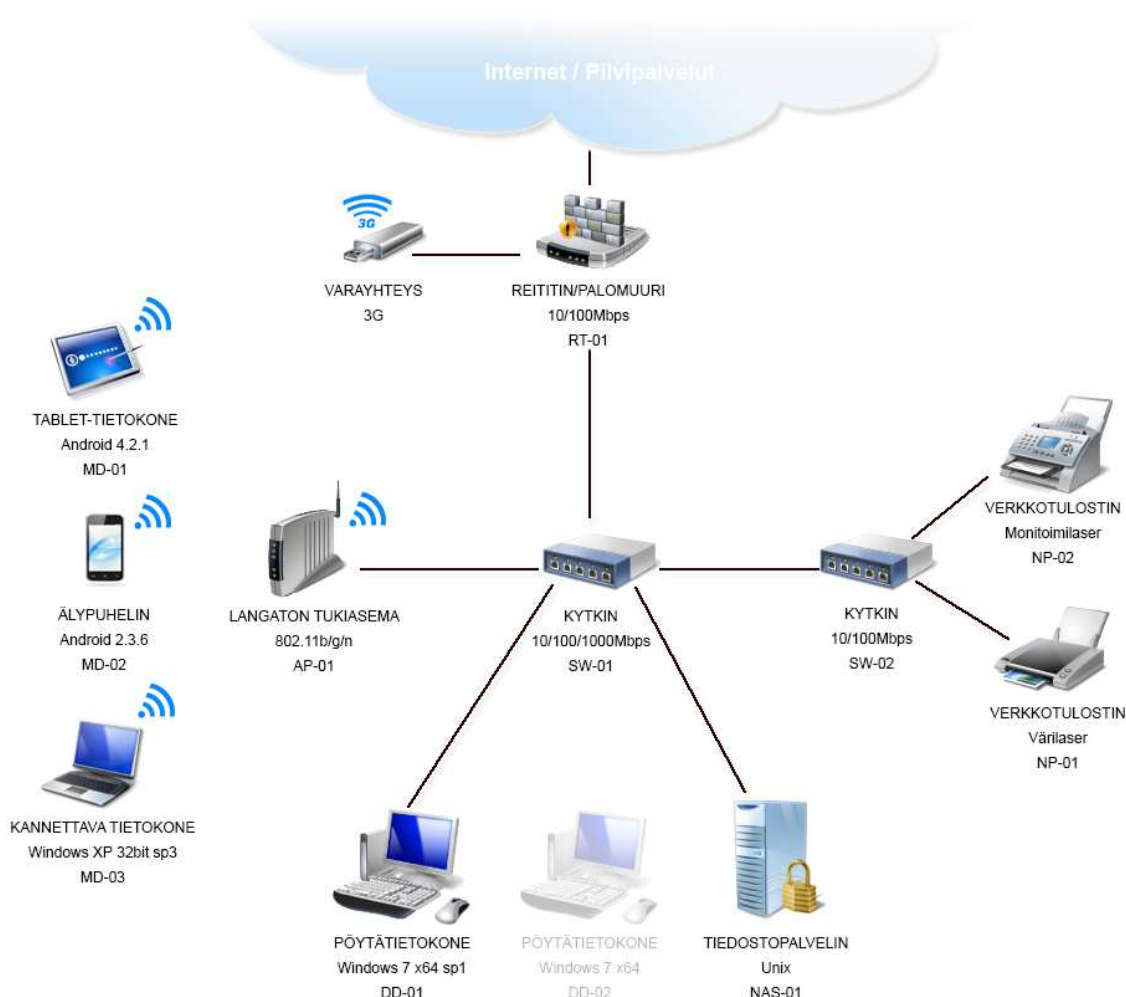 Internet / Pilvipalvelut
3G
VARAYHTEYS
3G
REITITIN/PALOMUURI
10/100Mbps
RT-01
TABLET-TIETOKONE
Android 4.2.1
MD-01
ÄLYPUHELIN
Android 2.3.6
MD-02
KANNETTAVA TIETOKONE
Windows XP 32bit sp3
MD-03
LANGATON TUKIASEMA
802.11b/g/n
AP-01
KYTKIN
10/100/1000Mbps
SW-01
KYTKIN
10/100Mbps
SW-02
VERKKOTULOSTIN
Monitoimilaser
NP-02
VERKKOTULOSTIN
Värilaser
NP-01
PÖYTÄTIETOKONE
Windows 7 x64 sp1
DD-01
PÖYTÄTIETOKONE
Windows 7 x64
DD-02
TIEDOSTOPALVELIN
Unix
NAS-01